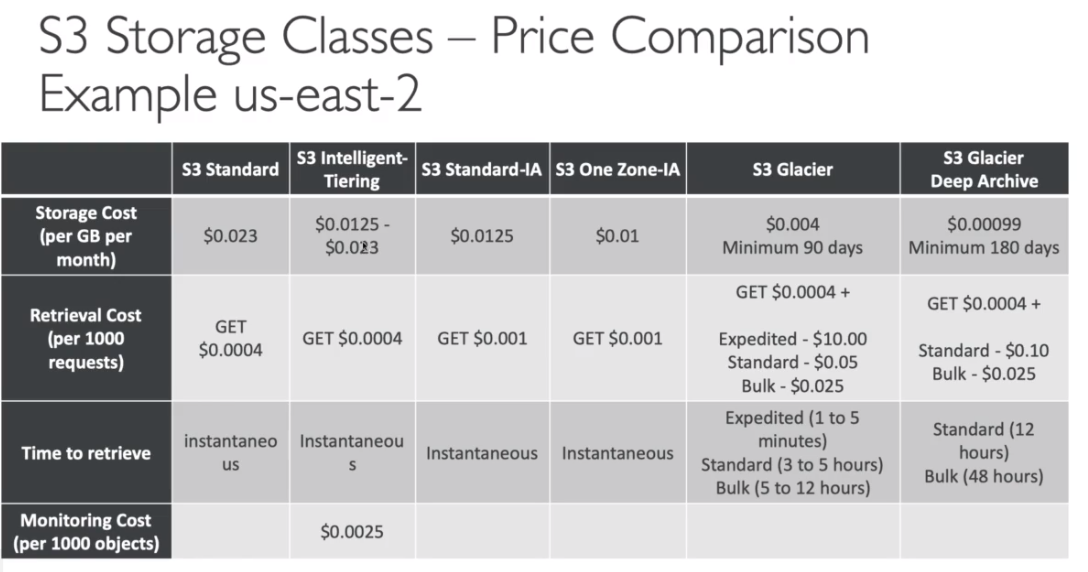 S3 Storage Classes – Price Comparison
Example us-east-2
S3 Standard
S3 Intelligent-
Tiering
S3 Standard-IA
S3 One Zone-IA
S3 Glacier
S3 Glacier
Deep Archive
Storage Cost
(per GB per
month)
$0.023
$0.0125 -
$0.023
$0.0125
$0.01
$0.004
Minimum 90 days
$0.00099
Minimum 180 days
Retrieval Cost
(per 1000
requests)
GET
$0.0004
GET $0.0004
GET $0.001
GET $0.001
GET $0.0004 +
Expedited - $10.00
Standard - $0.05
Bulk - $0.025
GET $0.0004 +
Standard - $0.10
Bulk - $0.025
Time to retrieve
instantaneo
us
Instantaneou
s
Instantaneous
Instantaneous
Expedited (1 to 5
minutes)
Standard (3 to 5 hours)
Bulk (5 to 12 hours)
Standard (12
hours)
Bulk (48 hours)
Monitoring Cost
(per 1000 objects)
$0.0025